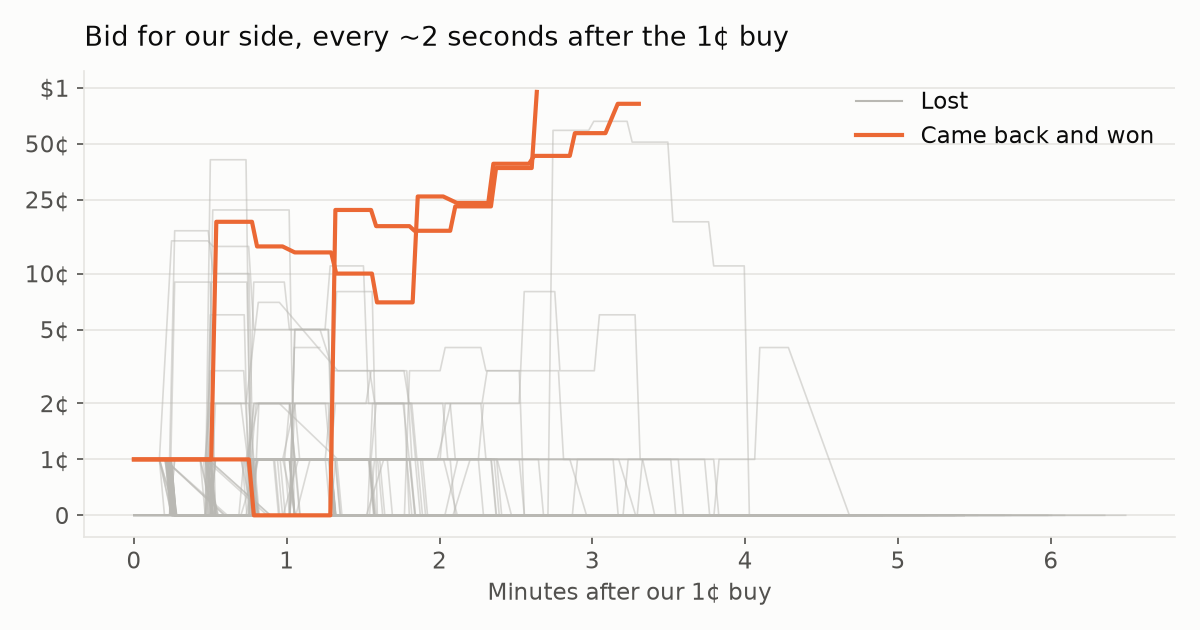 Bid for our side, every ~2 seconds after the 1¢ buy
$1
50¢
25¢
10¢
5¢
2¢
1¢
0
Lost
Came back and won
0 1 2 3 4 5 6
Minutes after our 1¢ buy